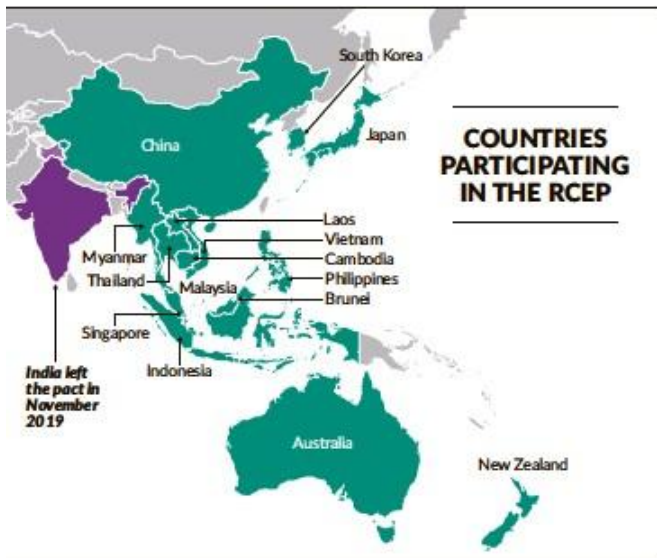 South Korea
China
Japan
COUNTRIES
PARTICIPATING
IN THE RCEP
Laos
Vietnam
Myanmar
Cambodia
Thailand
Malaysia
Philippines
Brunei
Singapore
Indonesia
India left
the pact in
November
2019
Australia
New Zealand